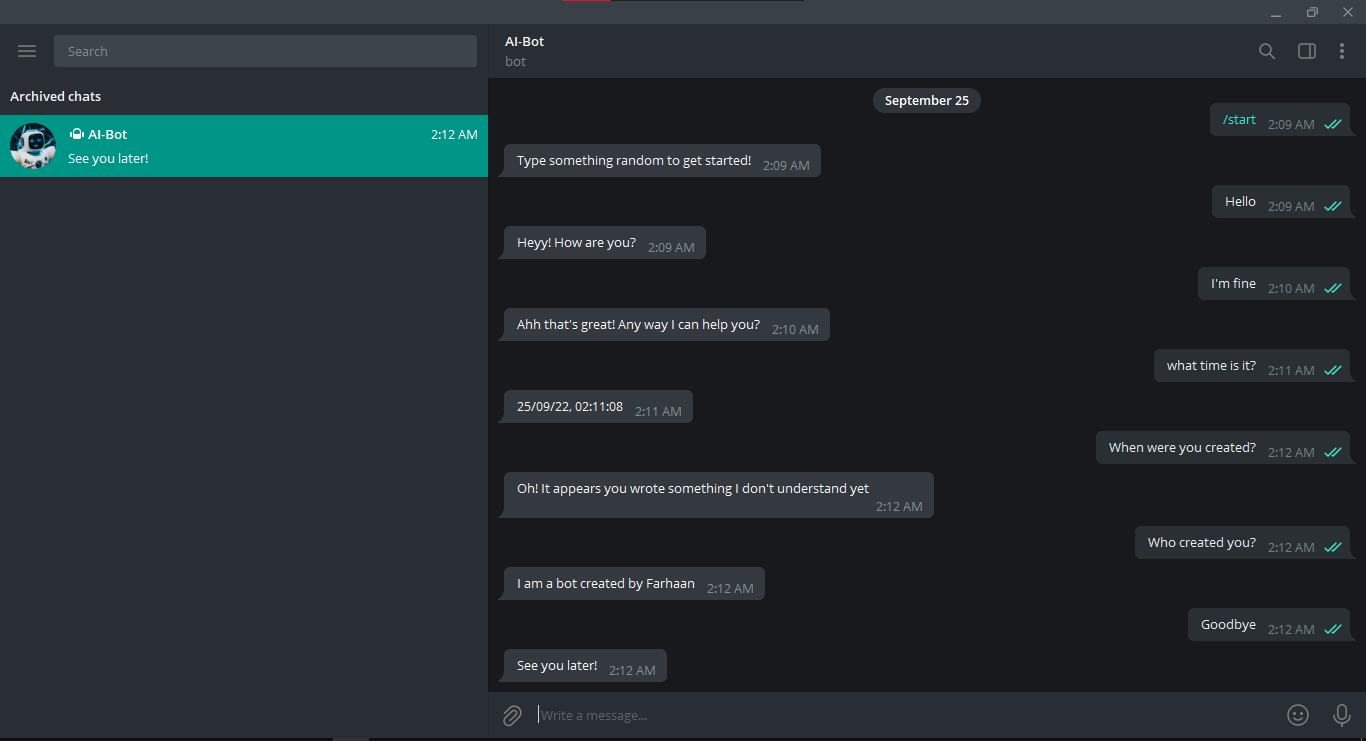 Search
Archived chats
AI-Bot 2:12 AM
See you later!
AI-Bot
bot
September 25
/start 2:09 AM
Type something random to get started! 2:09 AM
Hello 2:09 AM
Heyy! How are you? 2:09 AM
I'm fine 2:10 AM
Ahh that's great! Any way I can help you? 2:10 AM
what time is it? 2:11 AM
25/09/22, 02:11:08 2:11 AM
When were you created? 2:12 AM
Oh! It appears you wrote something I don't understand yet
2:12 AM
Who created you? 2:12 AM
I am a bot created by Farhaan 2:12 AM
Goodbye 2:12 AM
See you later! 2:12 AM
Write a message...